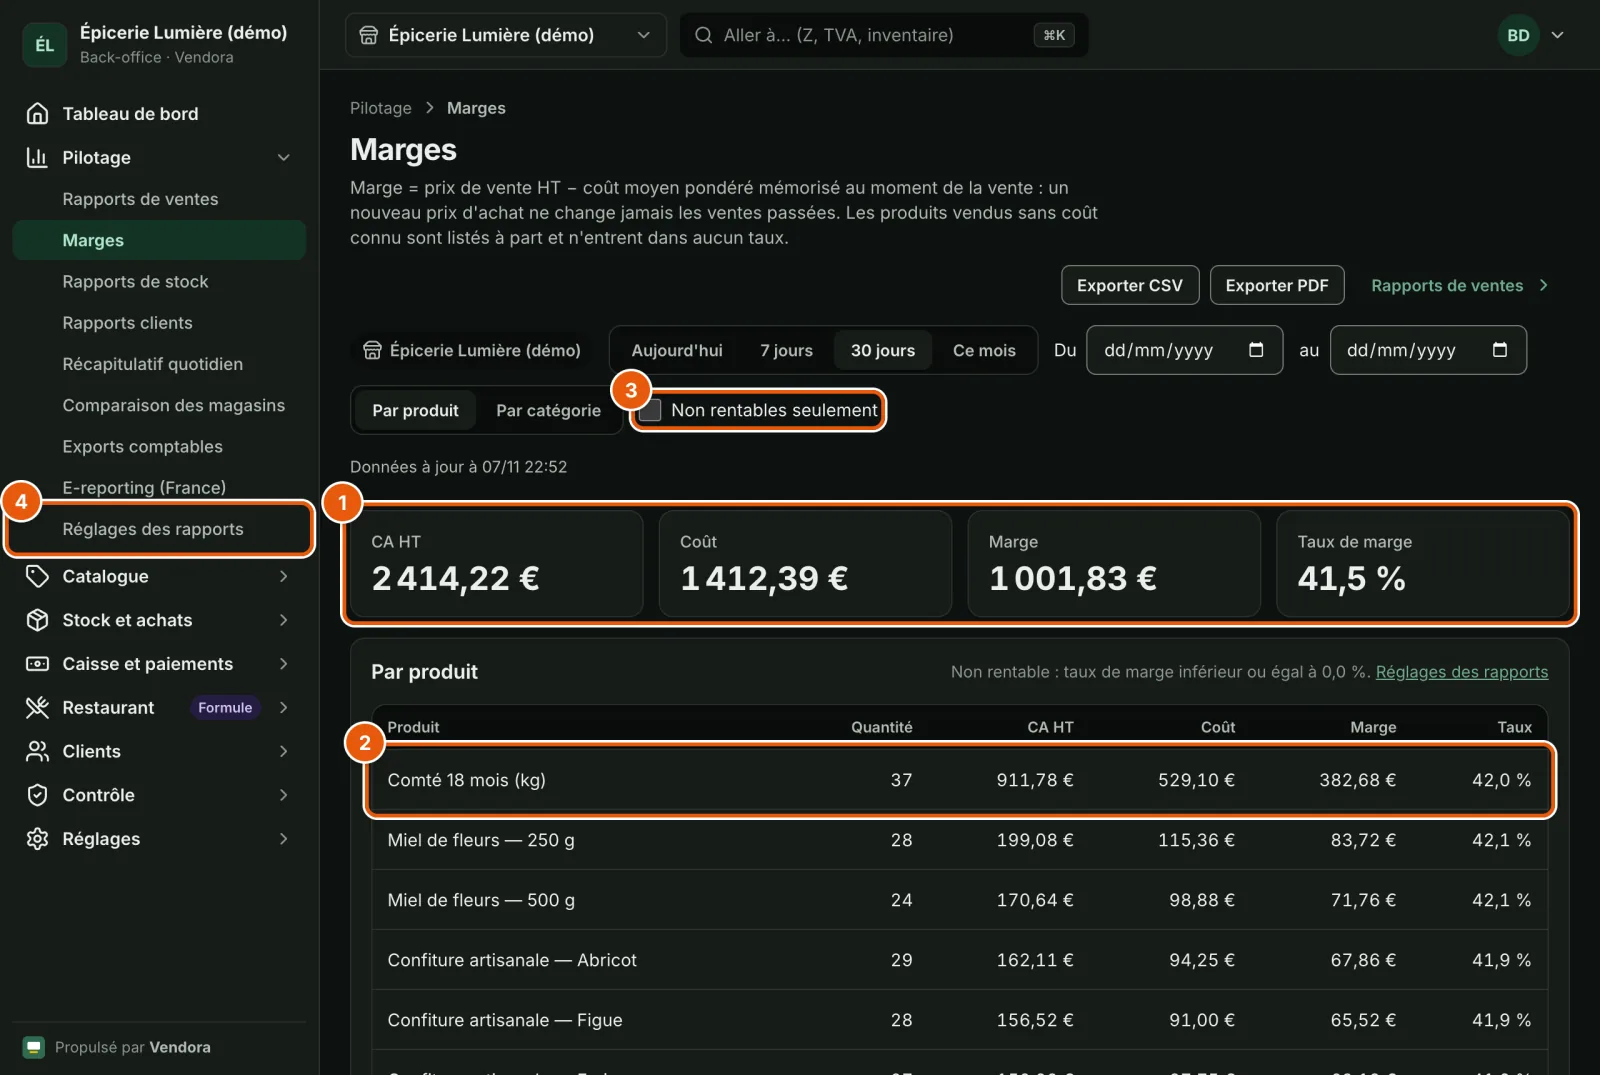 ÉL
Épicerie Lumière (démo)
Back-office · Vendora
Épicerie Lumière (démo)
Aller à... (Z, TVA, inventaire)
⌘K
BD
Tableau de bord
Pilotage
Rapports de ventes
Marges
Rapports de stock
Rapports clients
Récapitulatif quotidien
Comparaison des magasins
Exports comptables
E-reporting (France)
4
Réglages des rapports
Catalogue
Stock et achats
Caisse et paiements
Restaurant Formule
Clients
Contrôle
Réglages
Propulsé par Vendora
Pilotage > Marges
Marges
Marge = prix de vente HT − coût moyen pondéré mémorisé au moment de la vente : un
nouveau prix d'achat ne change jamais les ventes passées. Les produits vendus sans coût
connu sont listés à part et n'entrent dans aucun taux.
Exporter CSV Exporter PDF Rapports de ventes
Épicerie Lumière (démo) Aujourd'hui 7 jours 30 jours Ce mois Du dd/mm/yyyy au dd/mm/yyyy
3
Par produit Par catégorie Non rentables seulement
Données à jour à 07/11 22:52
1
CA HT
2 414,22 €
Coût
1 412,39 €
Marge
1 001,83 €
Taux de marge
41,5 %
Par produit
Non rentable : taux de marge inférieur ou égal à 0,0 %. Réglages des rapports
Produit Quantité CA HT Coût Marge Taux
2
Comté 18 mois (kg) 37 911,78 € 529,10 € 382,68 € 42,0 %
Miel de fleurs — 250 g 28 199,08 € 115,36 € 83,72 € 42,1 %
Miel de fleurs — 500 g 24 170,64 € 98,88 € 71,76 € 42,1 %
Confiture artisanale — Abricot 29 162,11 € 94,25 € 67,86 € 41,9 %
Confiture artisanale — Figue 28 156,52 € 91,00 € 65,52 € 41,9 %